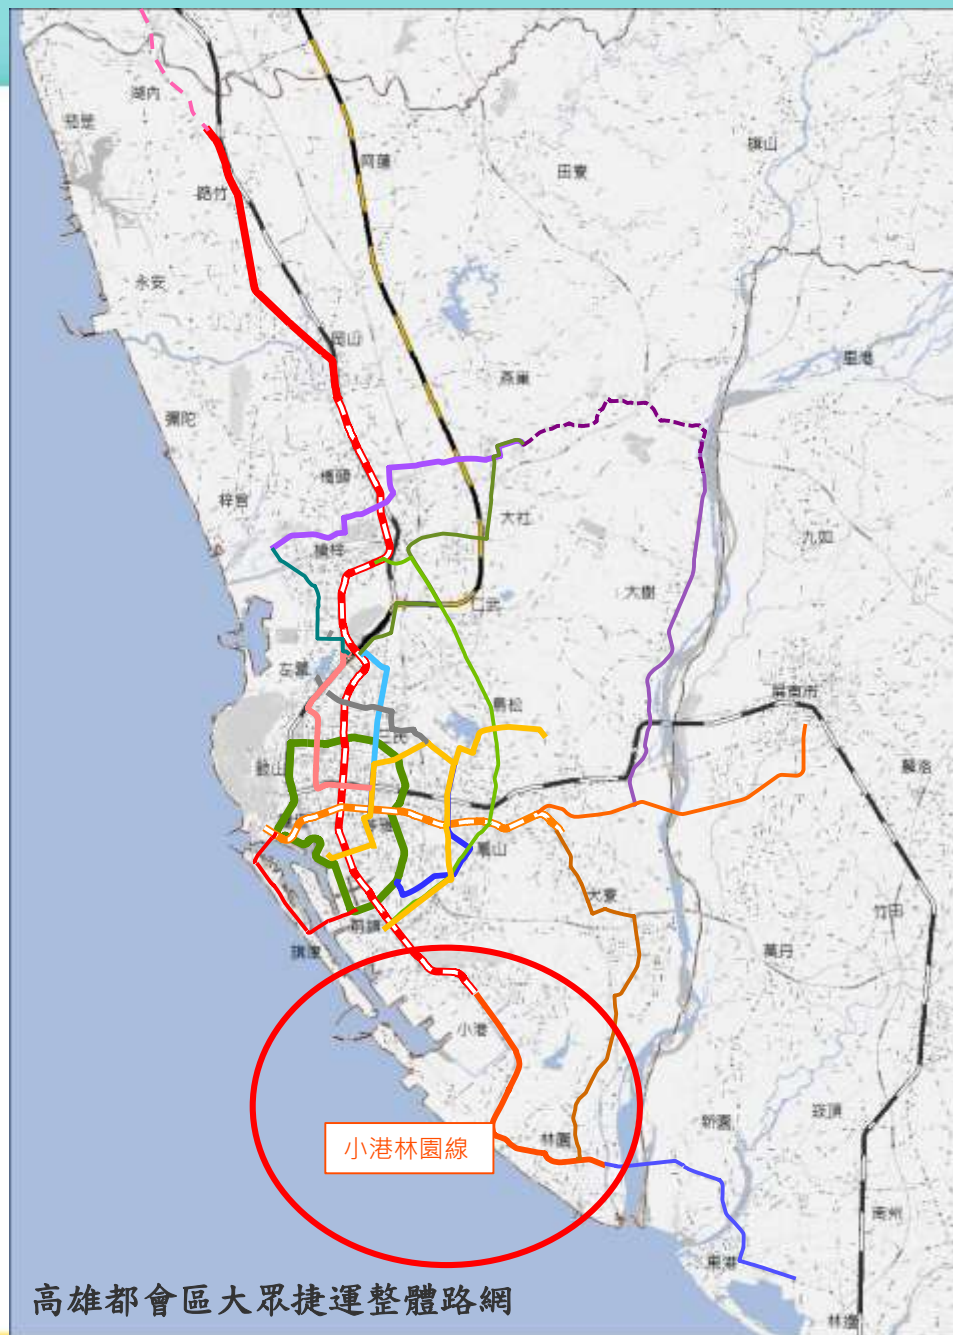 湖內
茄萣
阿蓮
田寮
旗山
路竹
永安
岡山
里港
燕巢
彌陀
橋頭
梓官
大社
九如
楠梓
大樹
仁武
左營
屏東市
鳥松
三民
鼓山
麟洛
鳳山
大寮
竹田
前鎮
旗津
萬丹
小港
崁頂
新園
林園
小港林園線
南州
東港
林邊
高雄都會區大眾捷運整體路網